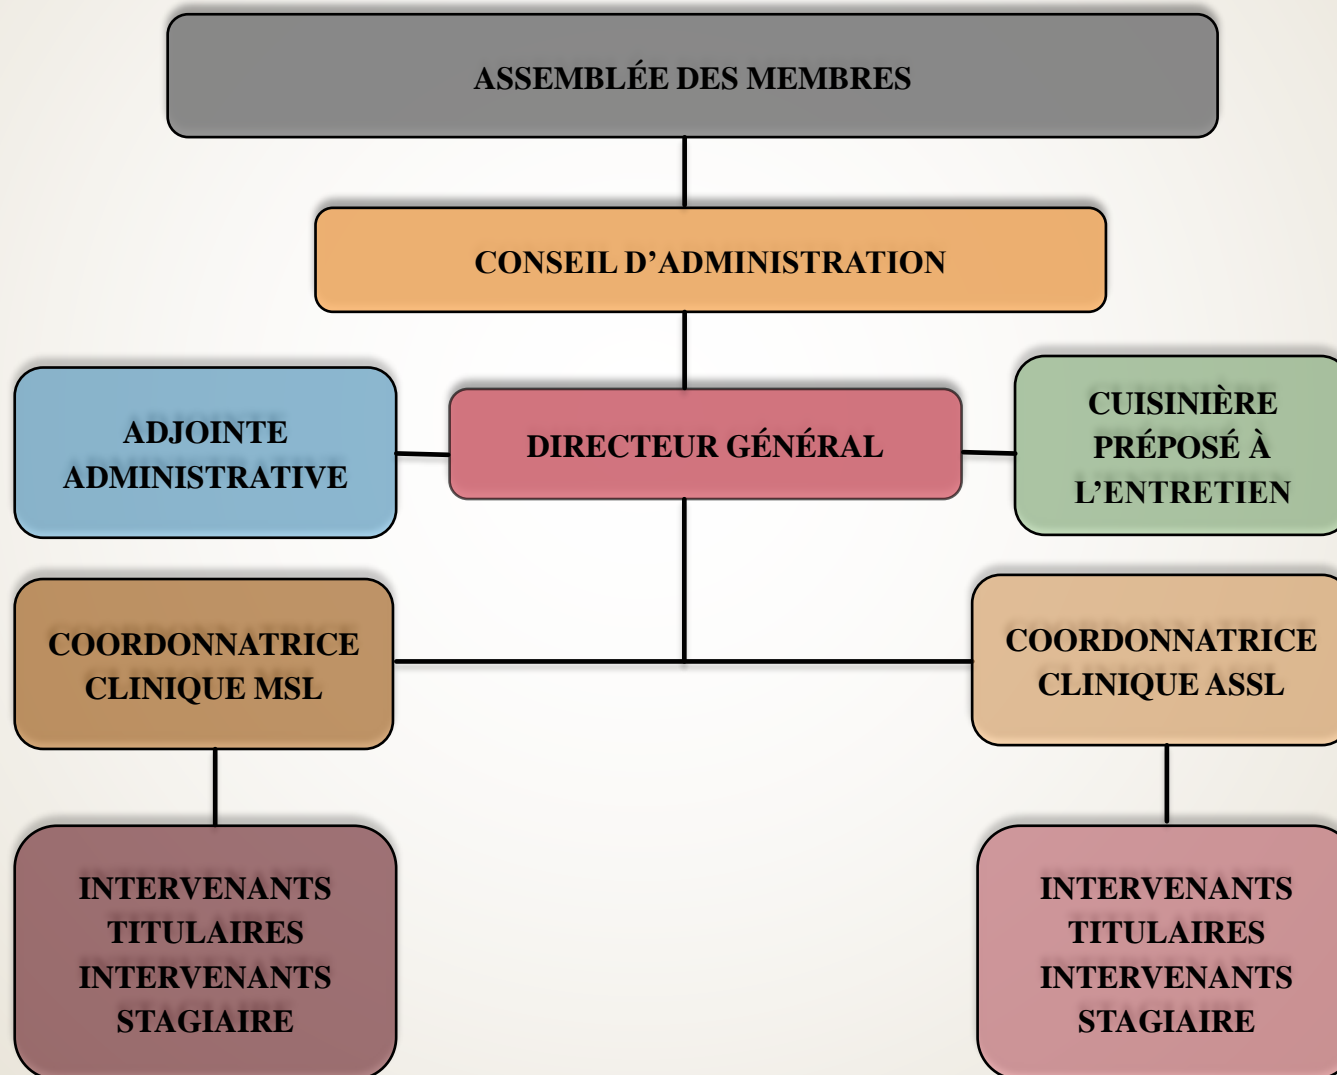 ASSEMBLÉE DES MEMBRES
CONSEIL D’ADMINISTRATION
ADJOINTE
ADMINISTRATIVE
DIRECTEUR GÉNÉRAL
CUISINIÈRE
PRÉPOSÉ À
L’ENTRETIEN
COORDONNATRICE
CLINIQUE MSL
COORDONNATRICE
CLINIQUE ASSL
INTERVENANTS
TITULAIRES
INTERVENANTS
STAGIAIRE
INTERVENANTS
TITULAIRES
INTERVENANTS
STAGIAIRE